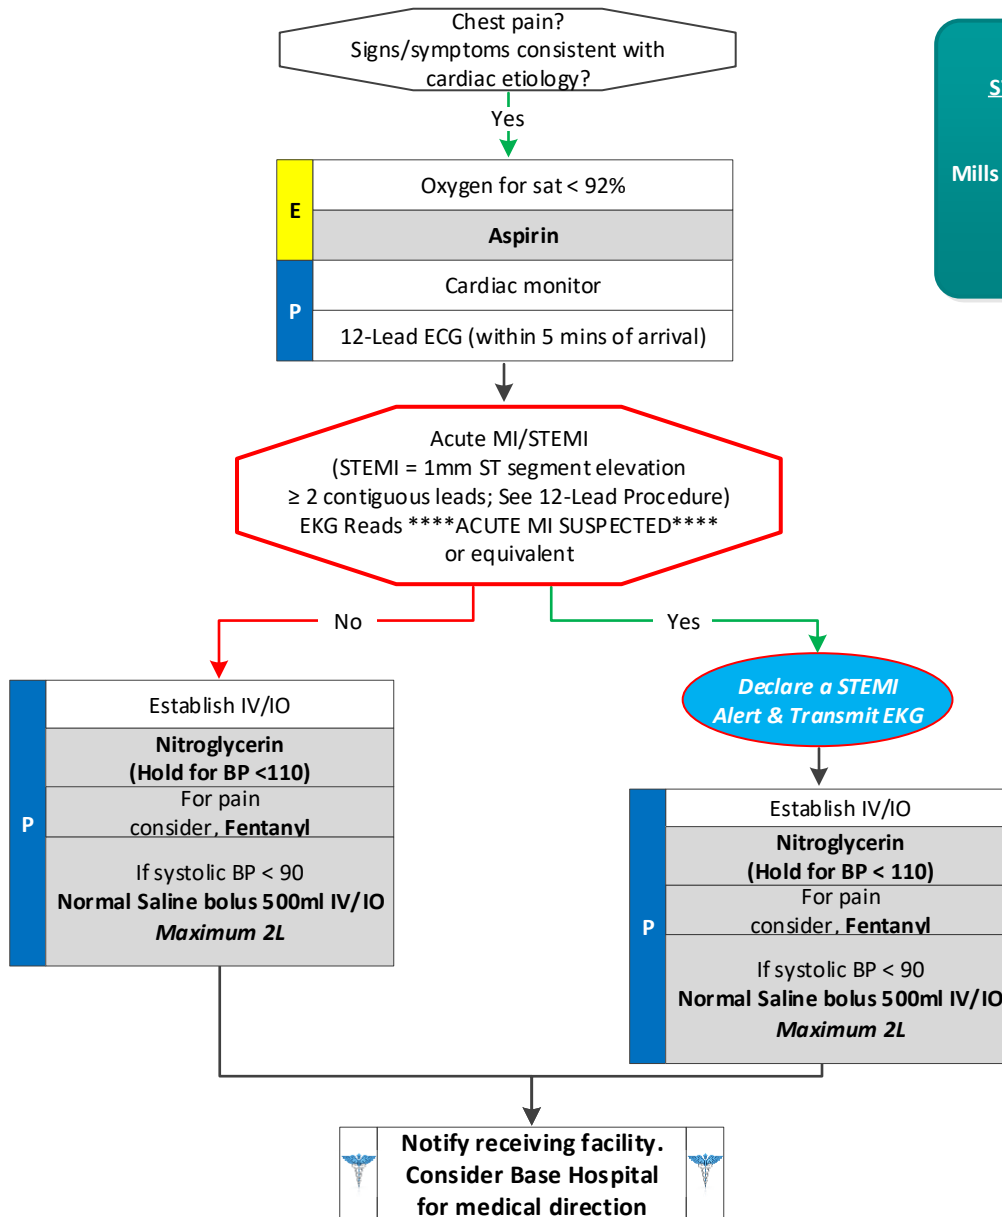 Chest pain?
Signs/symptoms consistent with
cardiac etiology?
Yes
E
Oxygen for sat < 92%
Aspirin
P
Cardiac monitor
12-Lead ECG (within 5 mins of arrival)
Mills
Acute MI/STEMI
(STEMI = 1mm ST segment elevation
≥ 2 contiguous leads; See 12-Lead Procedure)
EKG Reads ****ACUTE MI SUSPECTED****
or equivalent
No
Yes
Declare a STEMI
Alert & Transmit EKG
P
Establish IV/IO
Nitroglycerin
(Hold for BP <110)
For pain
consider, Fentanyl
If systolic BP < 90
Normal Saline bolus 500ml IV/IO
Maximum 2L
P
Establish IV/IO
Nitroglycerin
(Hold for BP < 110)
For pain
consider, Fentanyl
If systolic BP < 90
Normal Saline bolus 500ml IV/IO
Maximum 2L
Notify receiving facility.
Consider Base Hospital
for medical direction